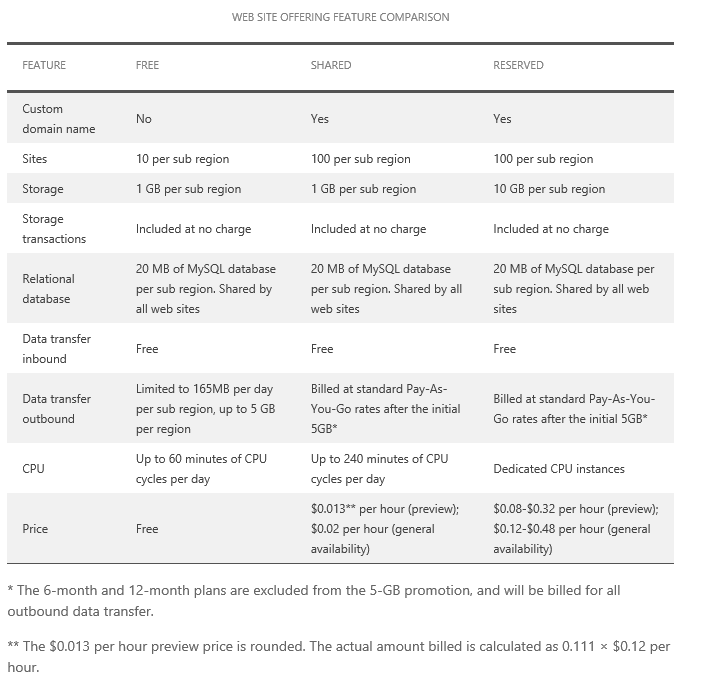 WEB SITE OFFERING FEATURE COMPARISON
FEATURE FREE SHARED RESERVED
Custom
domain name
No
Yes
Yes
Sites 10 per sub region 100 per sub region 100 per sub region
Storage 1 GB per sub region 1 GB per sub region 10 GB per sub region
Storage
transactions
Included at no charge
Included at no charge
Included at no charge
Relational
database
20 MB of MySQL database
per sub region. Shared by
all web sites
20 MB of MySQL database
per sub region. Shared by all
web sites
20 MB of MySQL database per
sub region. Shared by all web
sites
Data transfer
inbound
Free
Free
Free
Data transfer
outbound
Limited to 165MB per day
per sub region, up to 5 GB
per region
Billed at standard Pay-As-
You-Go rates after the initial
5GB*
Billed at standard Pay-As-You-
Go rates after the initial 5GB*
CPU
Up to 60 minutes of CPU
cycles per day
Up to 240 minutes of CPU
cycles per day
Dedicated CPU instances
Price
Free
$0.013** per hour (preview);
$0.02 per hour (general
availability)
$0.08-$0.32 per hour (preview);
$0.12-$0.48 per hour (general
availability)
* The 6-month and 12-month plans are excluded from the 5-GB promotion, and will be billed for all
outbound data transfer.
** The $0.013 per hour preview price is rounded. The actual amount billed is calculated as 0.111 × $0.12 per
hour.